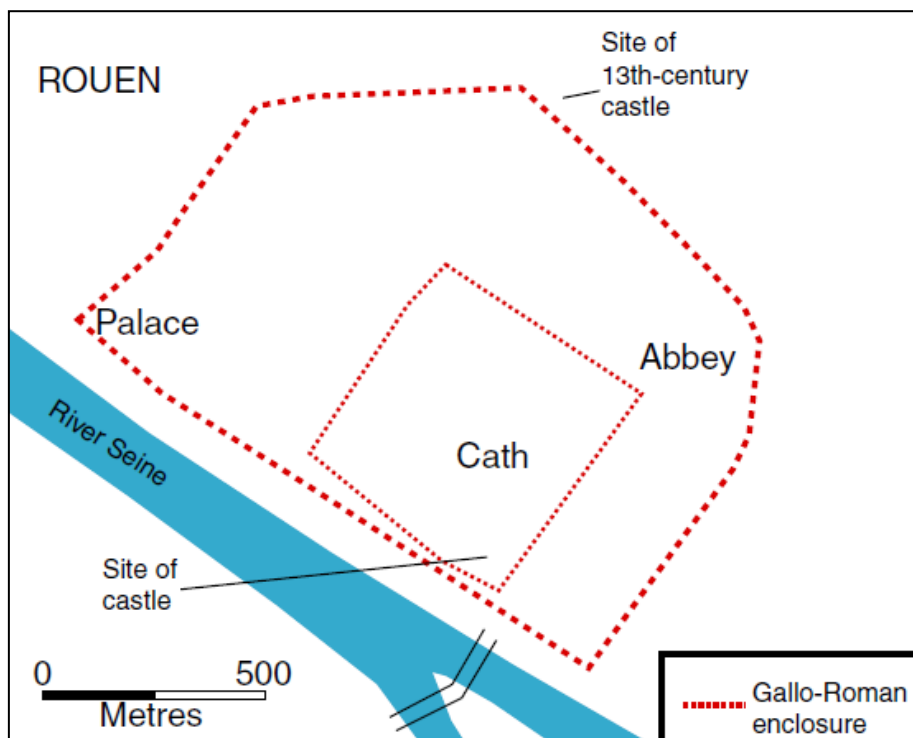 ROUEN
Site of
13th-century
castle
Palace
Abbey
River Seine
Cath
Site of
castle
0 500
Metres
Gallo-Roman
enclosure